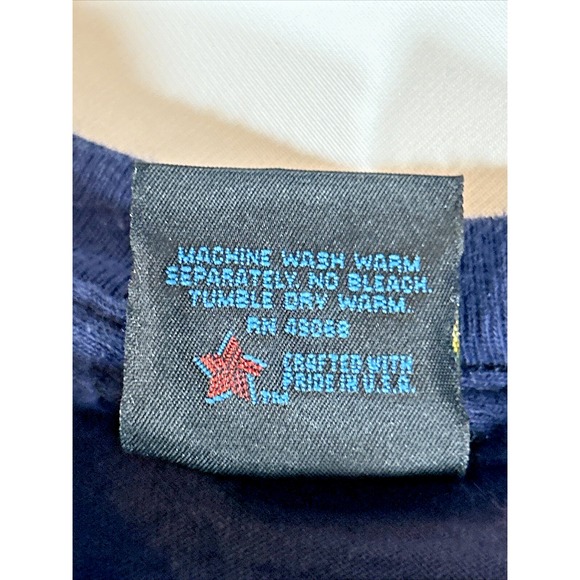 MACHINE WASH WARM
SEPARATELY. NO BLEACH.
TUMBLE DRY WARM.
RN 45068
CRAFTED WITH
PRIDE IN U.S.A.
TM